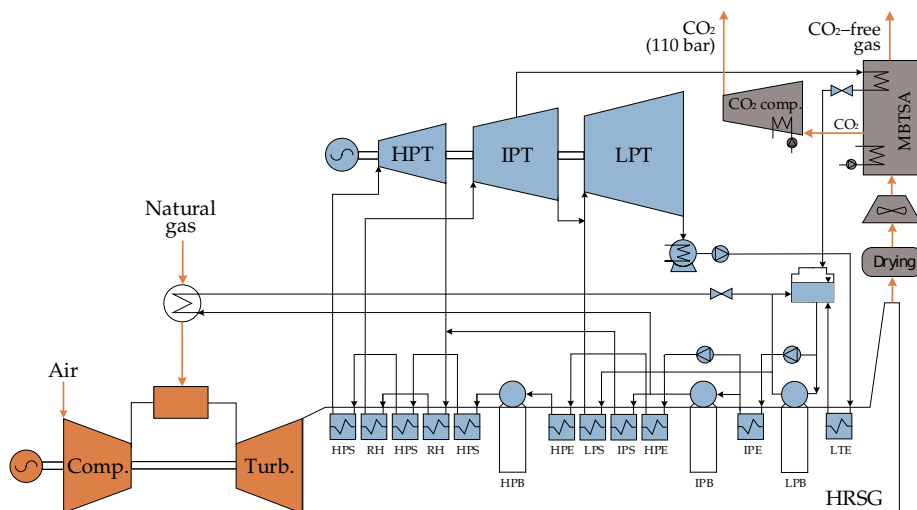 CO₂
(110 bar)
CO₂–free
gas
CO₂ comp.
CO₂
MBTSA
HPT
IPT
LPT
Natural
gas
Drying
Air
Comp.
Turb.
HPS
RH
HPS
RH
HPS
HPB
HPE
LPS
IPS
HPE
IPB
IPE
LPB
LTE
HRSG